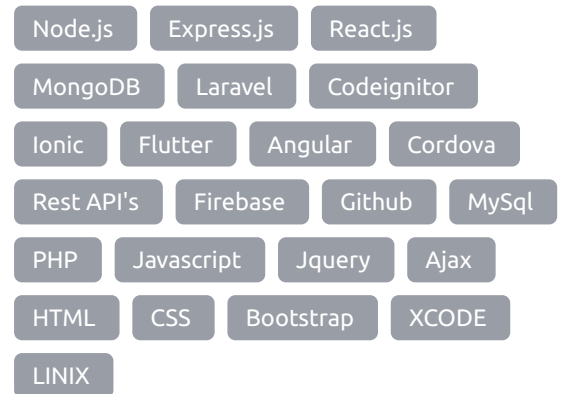 Node.js Express.js React.js
MongoDB Laravel Codeignitor
Ionic Flutter Angular Cordova
Rest API's Firebase Github MySql
PHP Javascript Jquery Ajax
HTML CSS Bootstrap XCODE
LINIX